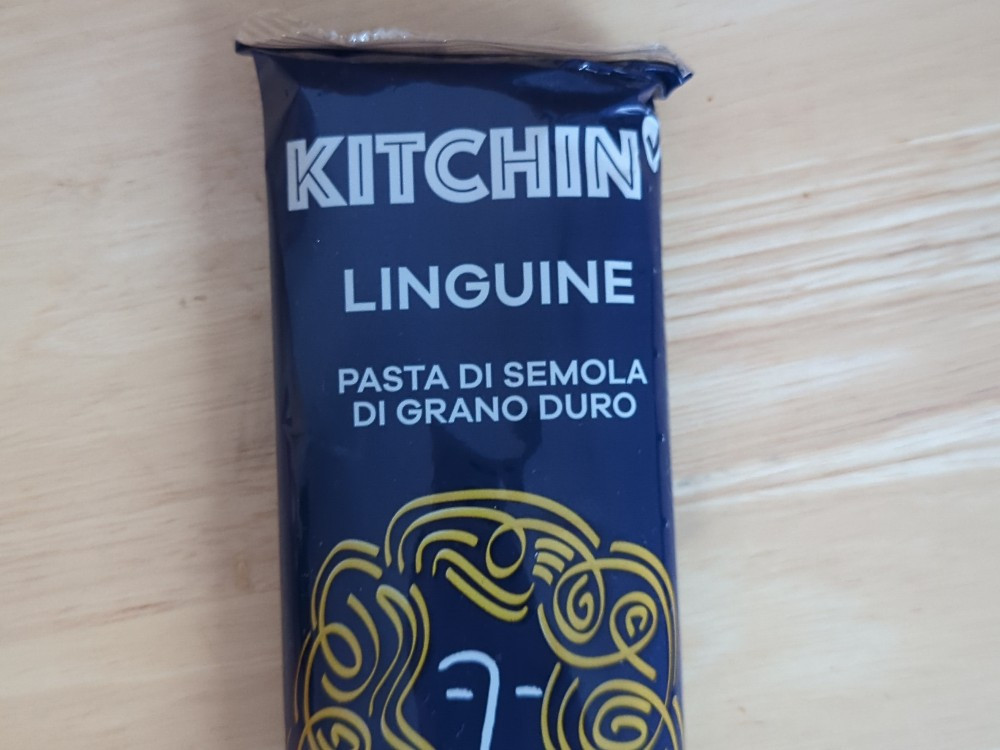 KITCHIN
LINGUINE
PASTA DI SEMOLA
DI GRANO DURO